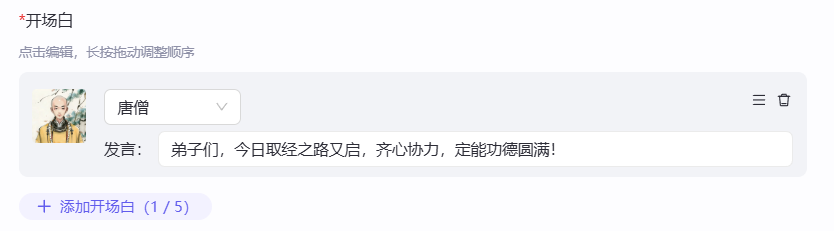 *开场白
点击编辑，长按拖动调整顺序
唐僧
发言：
弟子们，今日取经之路又启，齐心协力，定能功德圆满！
+ 添加开场白（1 / 5）